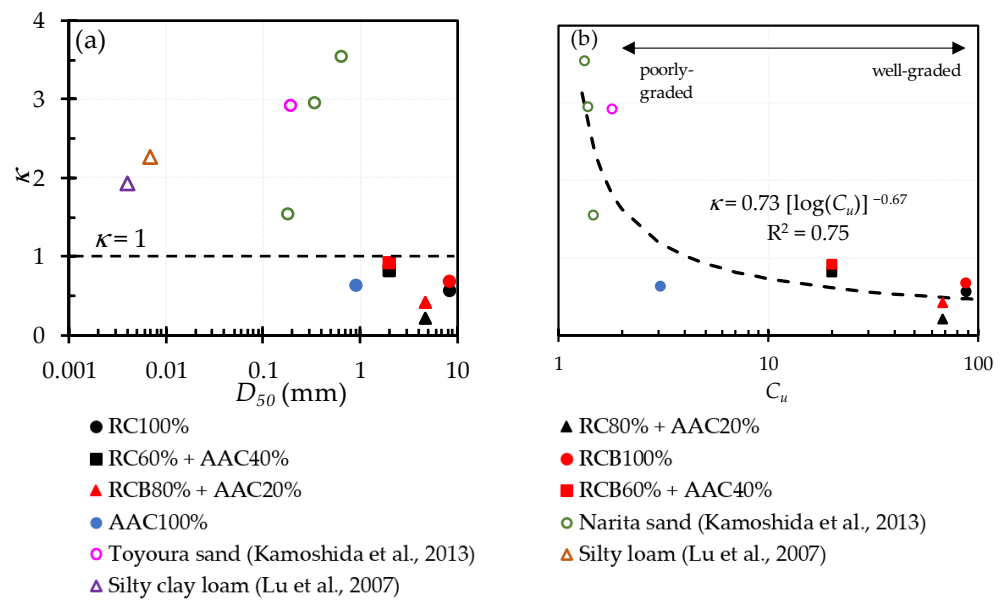 (a)
4
3
2
1
0
κ
κ = 1
0.001
0.01
0.1
1
10
D50 (mm)
(b)
poorly-
graded
well-graded
κ = 0.73 [log(Cu)] −0.67
R2 = 0.75
1
10
100
Cu
RC100%
RC60% + AAC40%
RCB80% + AAC20%
AAC100%
Toyoura sand (Kamoshida et al., 2013)
Silty clay loam (Lu et al., 2007)
RC80% + AAC20%
RCB100%
RCB60% + AAC40%
Narita sand (Kamoshida et al., 2013)
Silty loam (Lu et al., 2007)